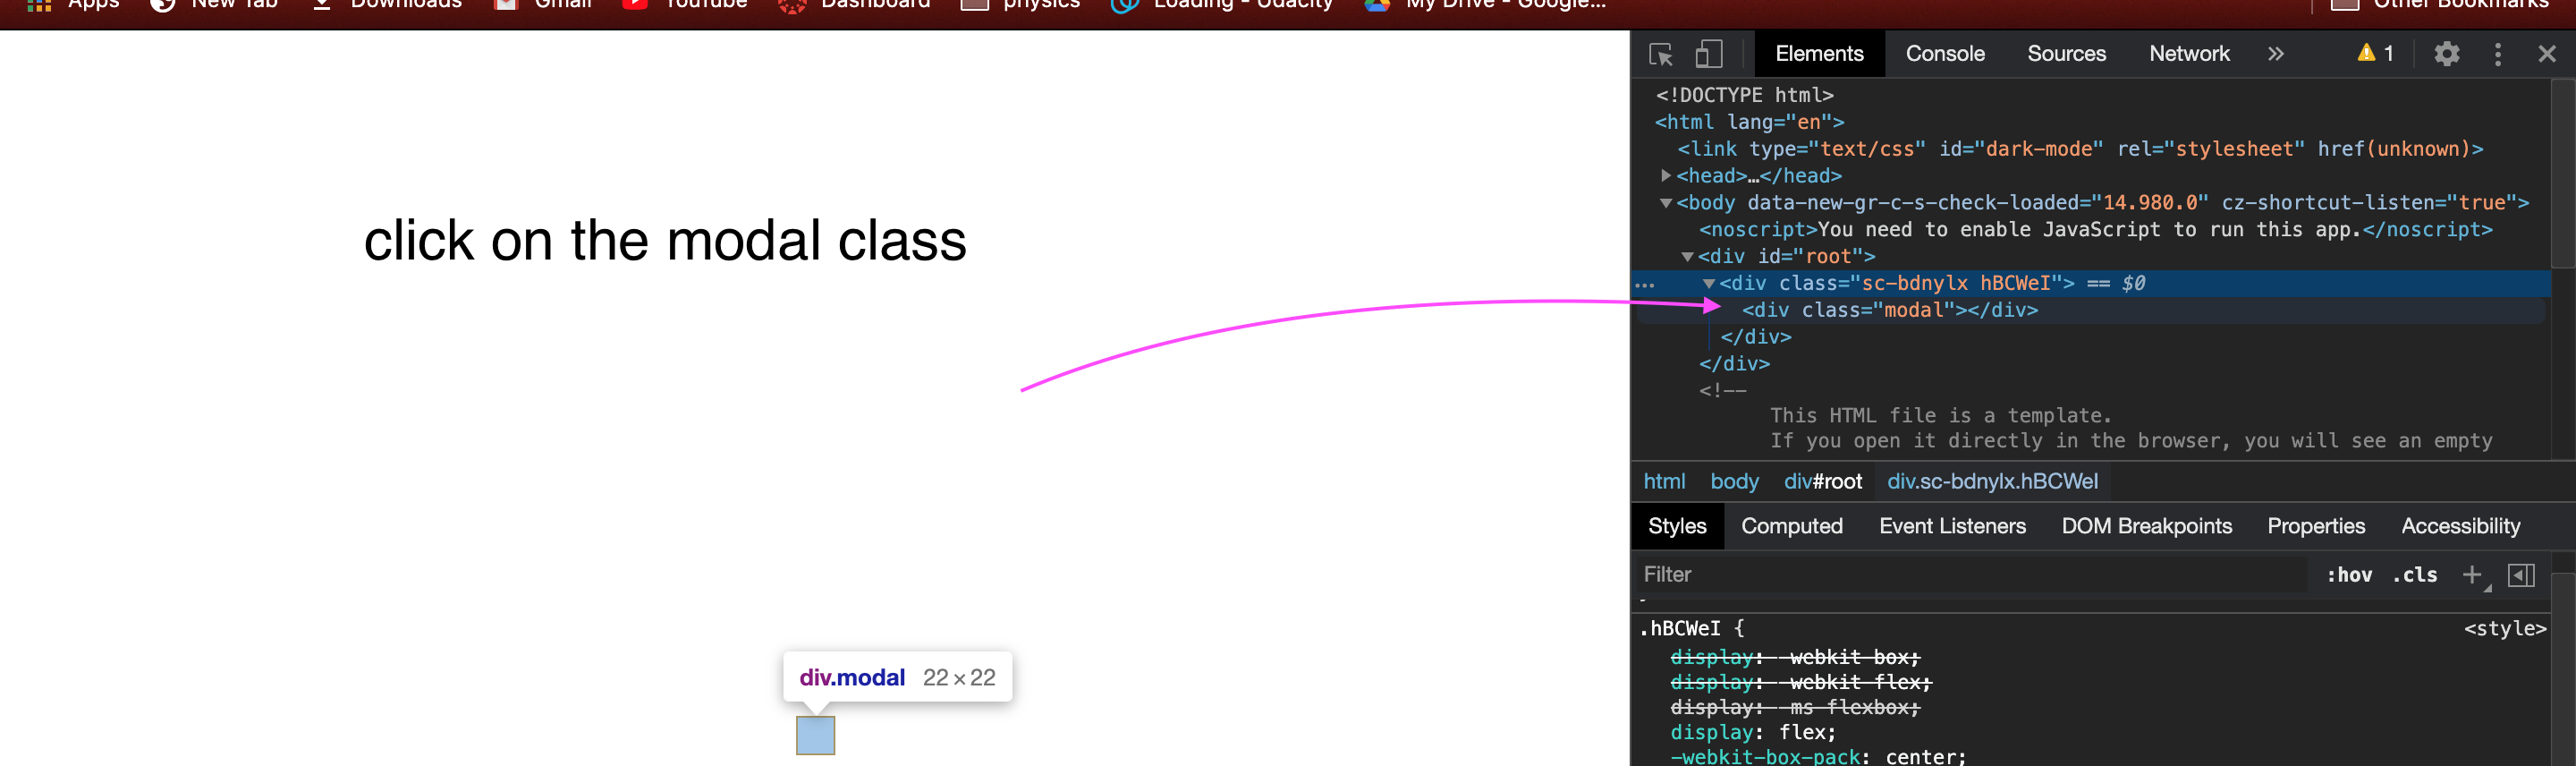 Apps New Tab Downloads Gmail YouTube Dashboard physics Loading - Udacity My Drive - Google... Other Bookmarks
Elements Console Sources Network » 1
<!DOCTYPE html>
<html lang="en">
<link type="text/css" id="dark-mode" rel="stylesheet" href(unknown)>
<head>…</head>
<body data-new-gr-c-s-check-loaded="14.980.0" cz-shortcut-listen="true">
<noscript>You need to enable JavaScript to run this app.</noscript>
click on the modal class
<div id="root">
<div class="sc-bdnylx hBCWeI"> == $0
<div class="modal"></div>
</div>
</div>
<!--
This HTML file is a template.
If you open it directly in the browser, you will see an empty
html body div#root div.sc-bdnylx.hBCWeI
Styles Computed Event Listeners DOM Breakpoints Properties Accessibility
Filter :hov .cls +
.hBCWeI { <style>
display: -webkit-box;
display: -webkit-flex;
display: -ms-flexbox;
display: flex;
-webkit-box-pack: center;
div.modal 22 × 22